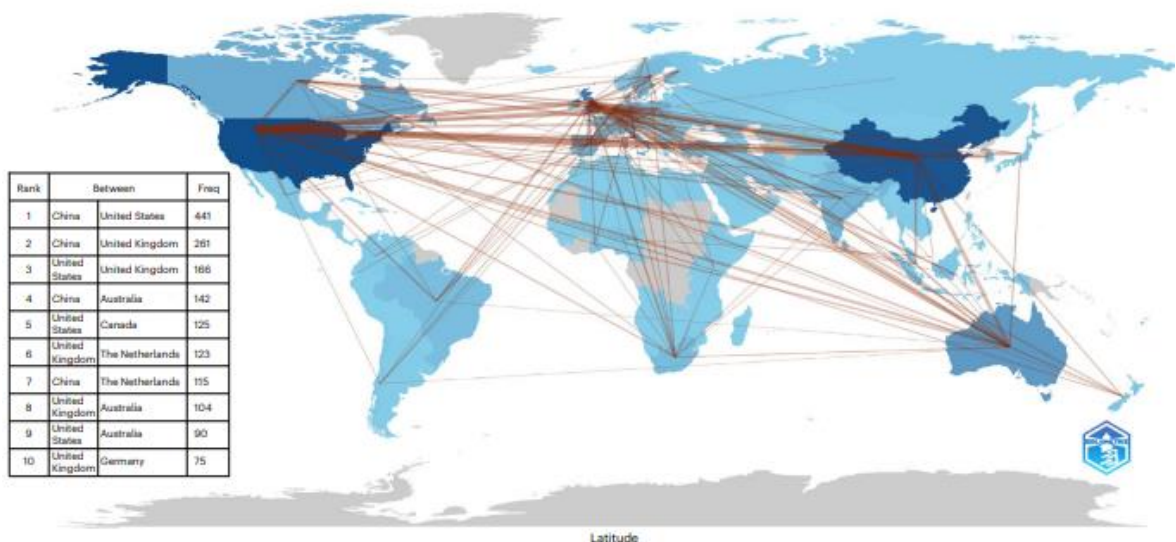 Rank Between Freq
1 China United States 441
2 China United Kingdom 261
3 United States United Kingdom 166
4 China Australia 142
5 United States Canada 125
6 United Kingdom The Netherlands 123
7 China The Netherlands 115
8 United Kingdom Australia 104
9 United States Australia 90
10 United Kingdom Germany 75
BIBLIOMETRIX
Latitude